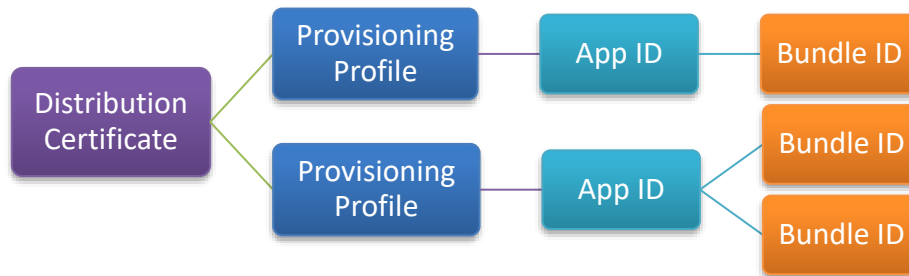 Distribution
Certificate
Provisioning
Profile
App ID
Bundle ID
Provisioning
Profile
App ID
Bundle ID
Bundle ID